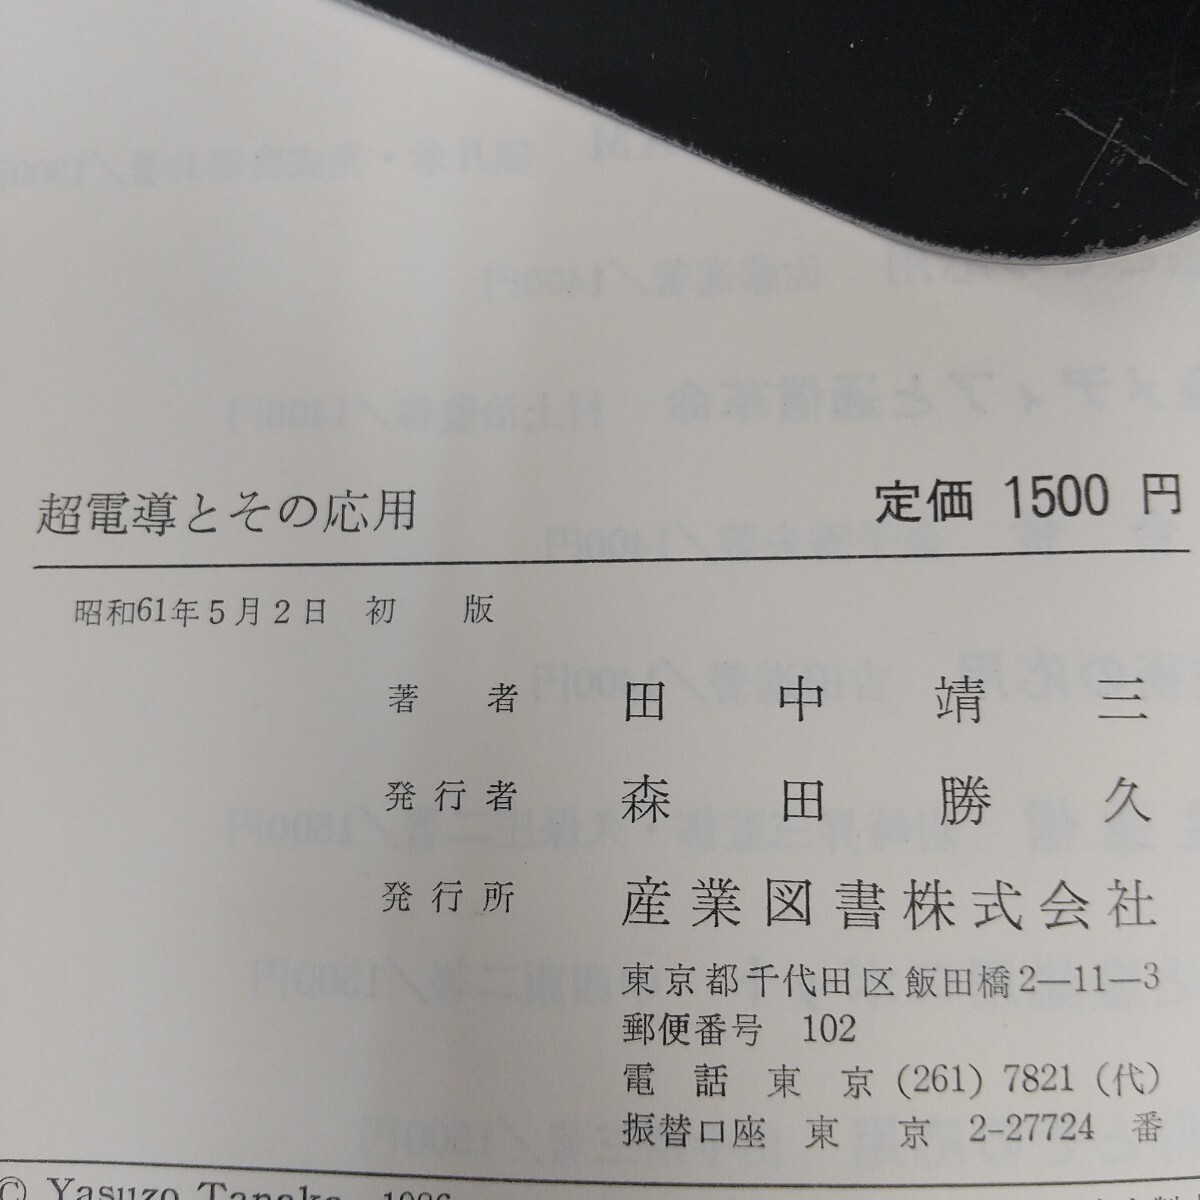 超電導とその応用 定価 1500 円
昭和61年5月2日 初 版
著 者 田 中 靖 三
発行者 森 田 勝 久
発行所 産業図書株式会社
東京都千代田区飯田橋2—11—3
郵便番号 102
電 話 東 京 (261) 7821 (代)
振替口座 東 京 2-27724 番
© Yasuzo Tanaka 1986